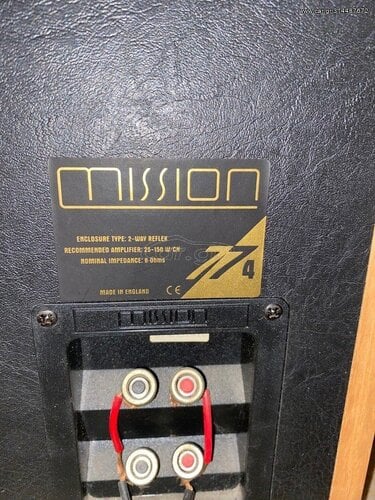 mission
ENCLOSURE TYPE: 2-WAY REFLEX
RECOMMENDED AMPLIFIER: 25-150 W/CH
NOMINAL IMPEDANCE: 6 Ohms
774
MADE IN ENGLAND CE
mission